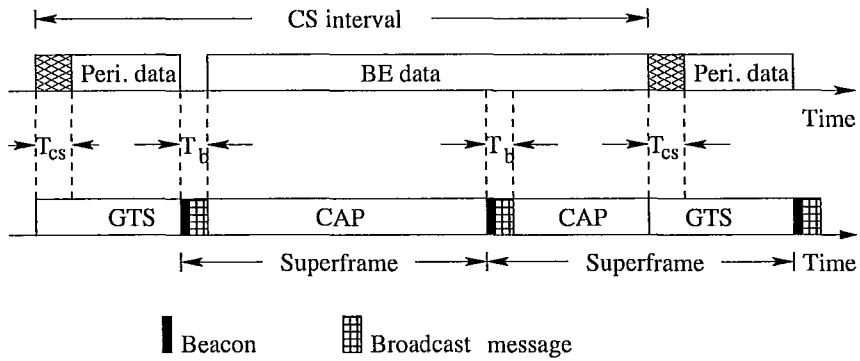 CS interval
Peri. data BE data Peri. data
Time
T_cs T_b T_b T_cs
GTS CAP CAP GTS
Superframe Superframe Time
Beacon Broadcast message